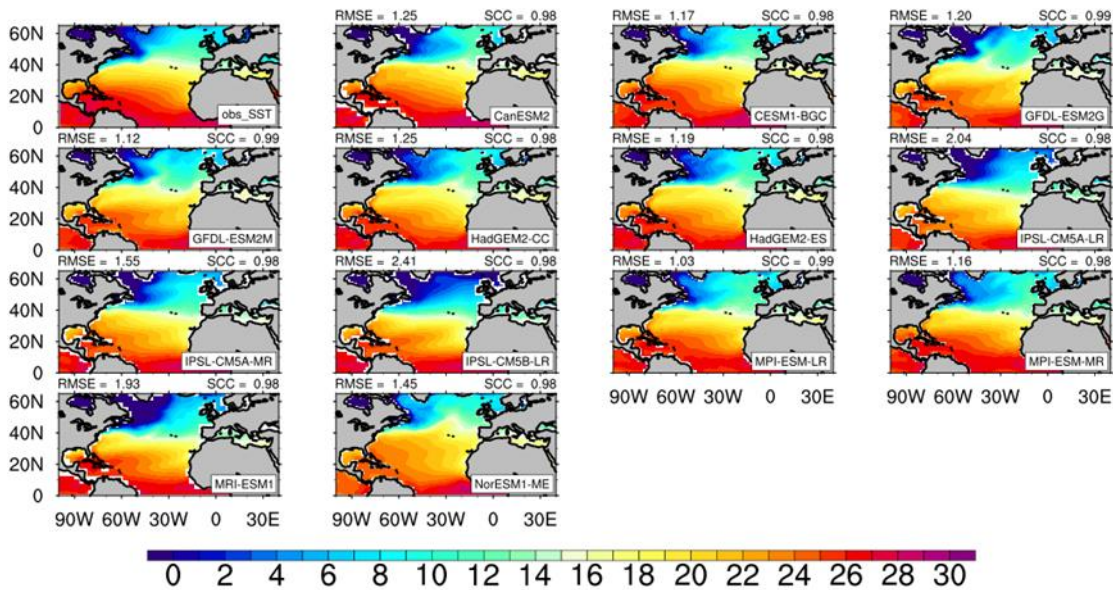 RMSE = 1.25 SCC = 0.98 RMSE = 1.17 SCC = 0.98 RMSE = 1.20 SCC = 0.99
60N
40N
20N
0
obs_SST CanESM2 CESM1-BGC GFDL-ESM2G
RMSE = 1.12 SCC = 0.99 RMSE = 1.25 SCC = 0.98 RMSE = 1.19 SCC = 0.98 RMSE = 2.04 SCC = 0.98
60N
40N
20N
0
GFDL-ESM2M HadGEM2-CC HadGEM2-ES IPSL-CM5A-LR
RMSE = 1.55 SCC = 0.98 RMSE = 2.41 SCC = 0.98 RMSE = 1.03 SCC = 0.99 RMSE = 1.16 SCC = 0.98
60N
40N
20N
0
IPSL-CM5A-MR IPSL-CM5B-LR MPI-ESM-LR MPI-ESM-MR
RMSE = 1.93 SCC = 0.98 RMSE = 1.45 SCC = 0.98 90W 60W 30W 0 30E 90W 60W 30W 0 30E
60N
40N
20N
0
MRI-ESM1 NorESM1-ME
90W 60W 30W 0 30E 90W 60W 30W 0 30E
0 2 4 6 8 10 12 14 16 18 20 22 24 26 28 30